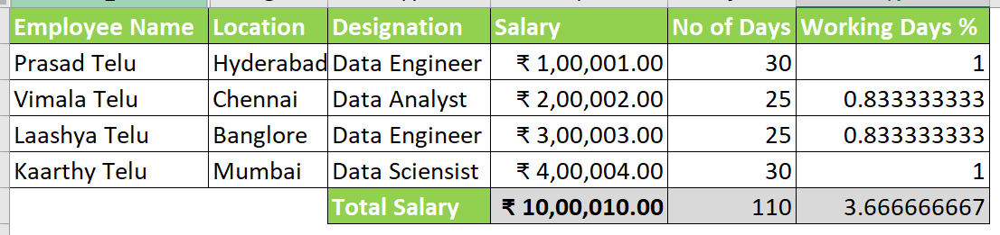 Employee Name Location Designation Salary No of Days Working Days %
Prasad Telu Hyderabad Data Engineer ₹ 1,00,001.00 30 1
Vimala Telu Chennai Data Analyst ₹ 2,00,002.00 25 0.833333333
Laashya Telu Banglore Data Engineer ₹ 3,00,003.00 25 0.833333333
Kaarthy Telu Mumbai Data Sciensist ₹ 4,00,004.00 30 1
Total Salary ₹ 10,00,010.00 110 3.666666667